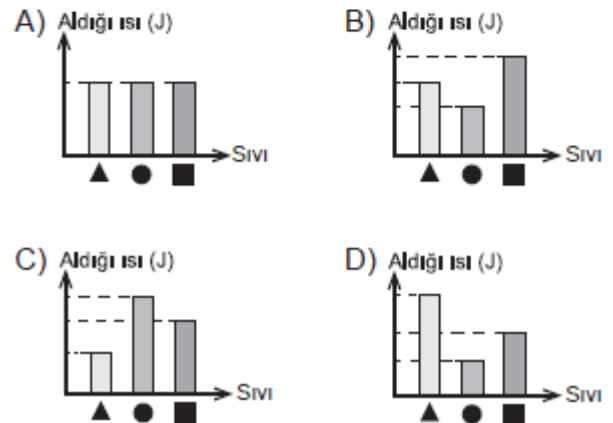 A) Aldığı ısı (J)
Sıvı
B) Aldığı ısı (J)
Sıvı
C) Aldığı ısı (J)
Sıvı
D) Aldığı ısı (J)
Sıvı